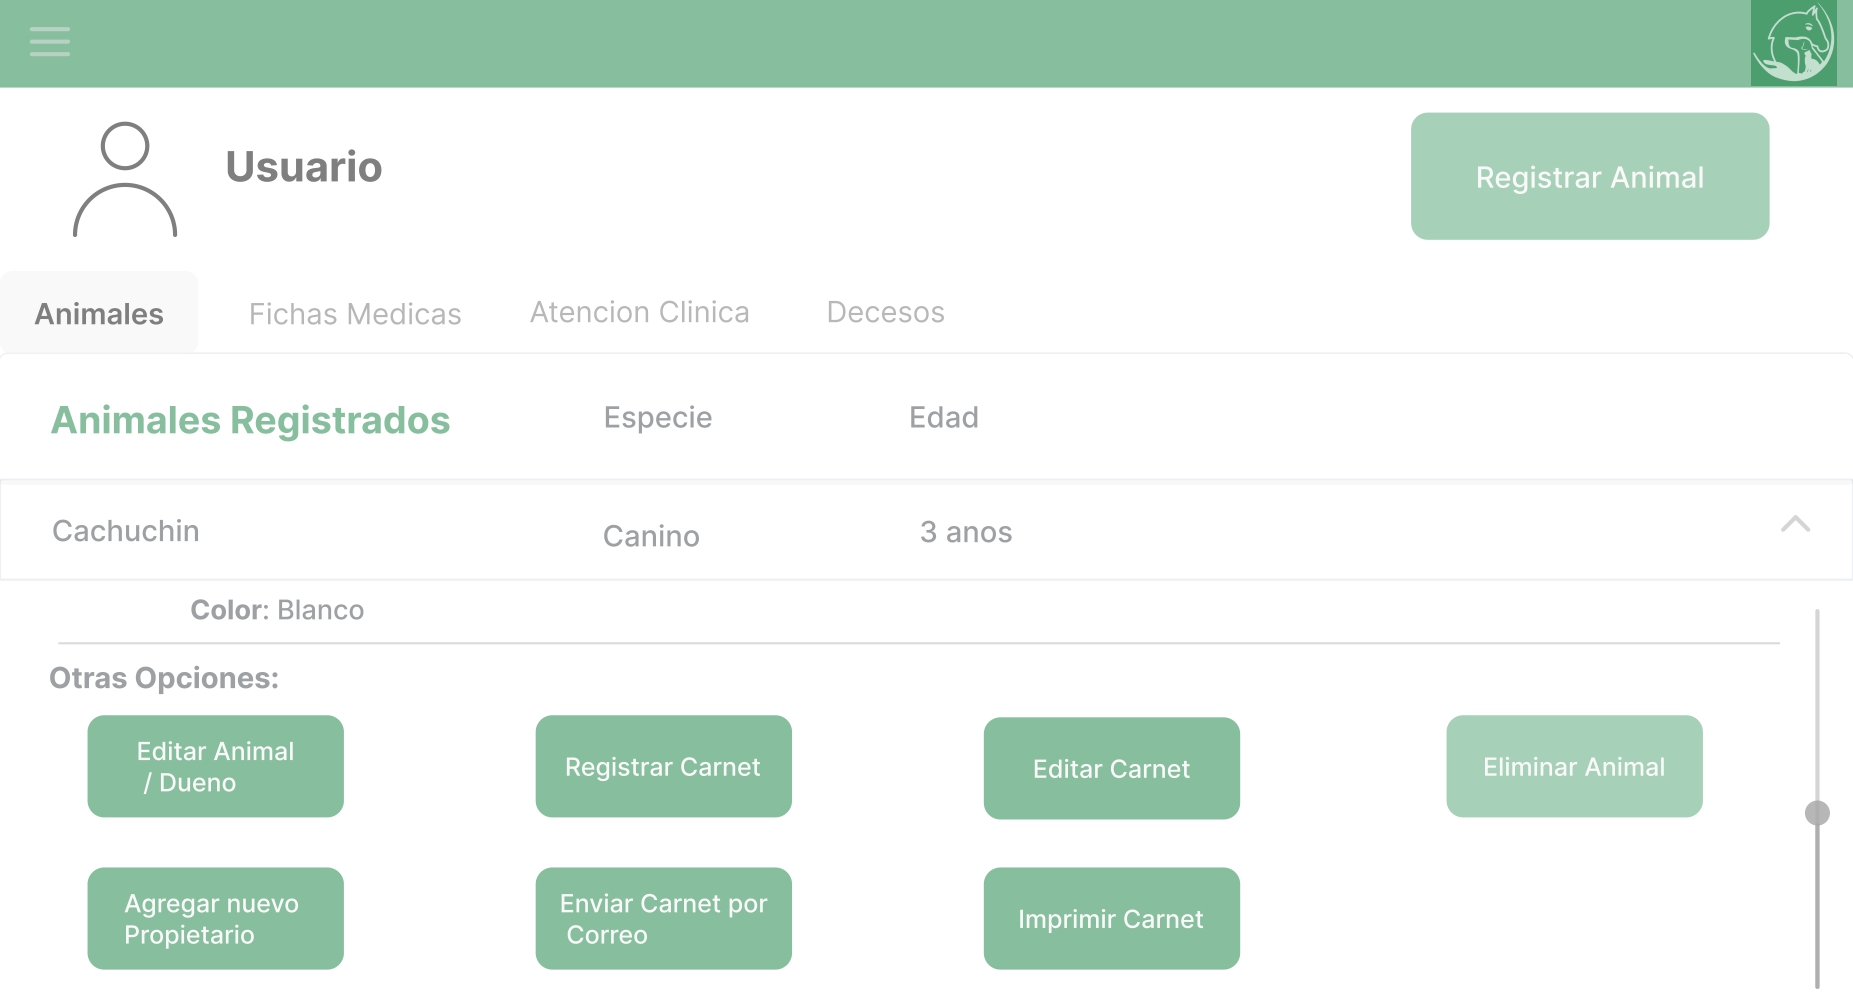 Usuario
Registrar Animal
Animales
Fichas Medicas
Atencion Clinica
Decesos
Animales Registrados
Especie
Edad
Cachuchin
Canino
3 anos
Color: Blanco
Otras Opciones:
Editar Animal
/ Dueno
Registrar Carnet
Editar Carnet
Eliminar Animal
Agregar nuevo
Propietario
Enviar Carnet por
Correo
Imprimir Carnet